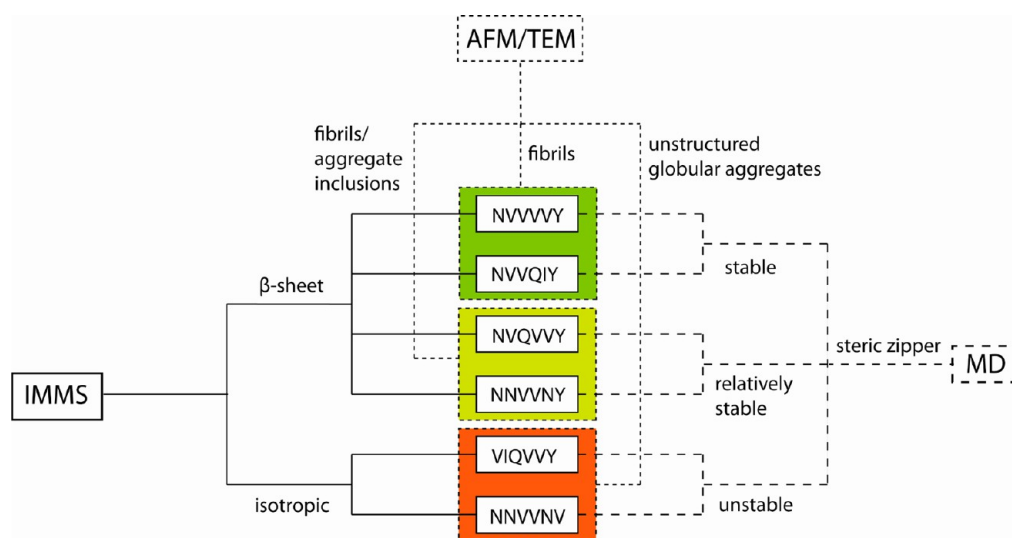 AFM/TEM
fibrils/
aggregate
inclusions
fibrils
unstructured
globular aggregates
NVVVVY
NVVQIY
stable
β-sheet
NVQVVY
NNVVNY
relatively
stable
steric zipper
MD
IMMS
VIQVVY
NNVVNV
isotropic
unstable